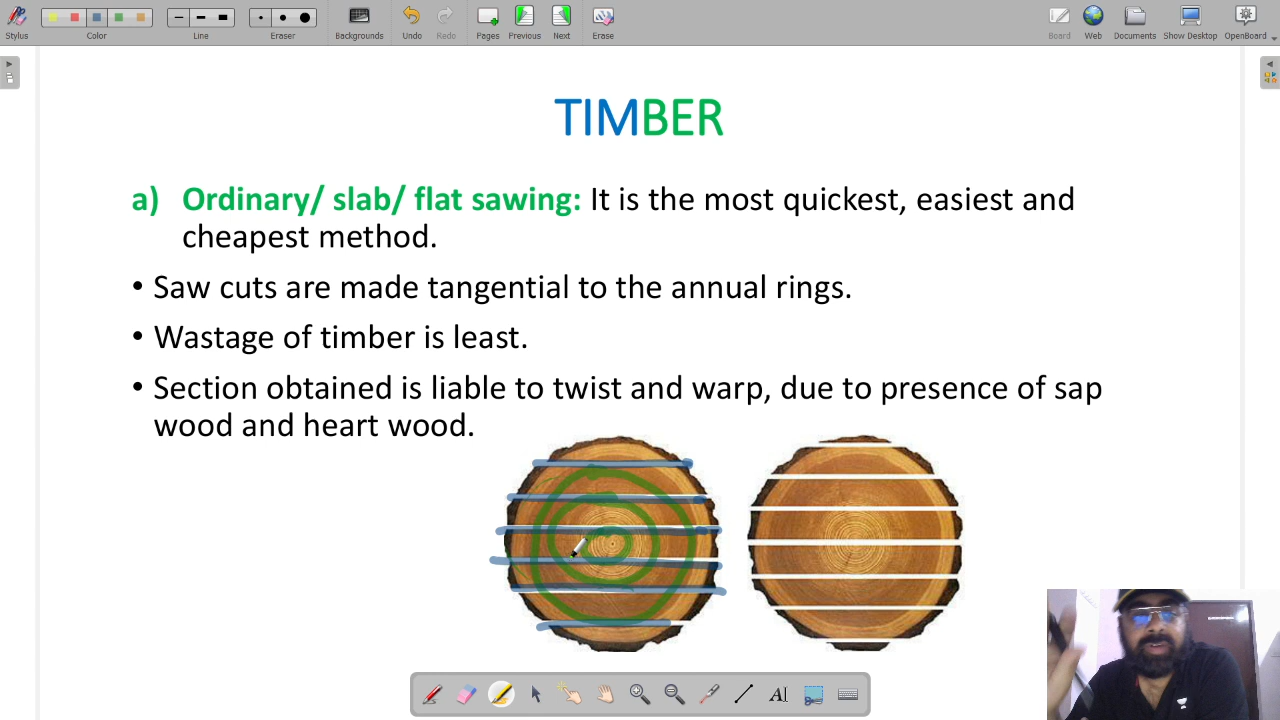 Stylus
Color
Line
Eraser
Backgrounds
Undo
Redo
Pages
Previous
Next
Erase
Board
Web
Documents
Show Desktop
OpenBoard
TIMBER
a) Ordinary/ slab/ flat sawing: It is the most quickest, easiest and
cheapest method.
• Saw cuts are made tangential to the annual rings.
• Wastage of timber is least.
• Section obtained is liable to twist and warp, due to presence of sap
wood and heart wood.
AI